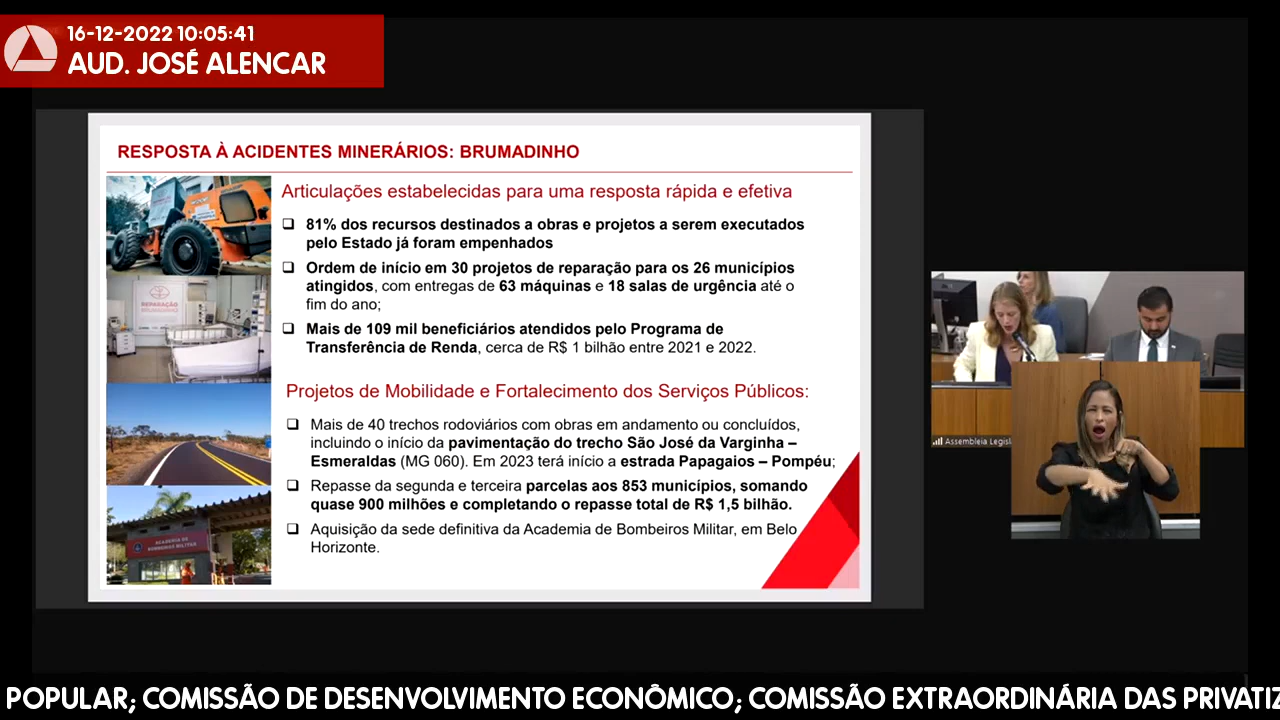 16-12-2022 10:05:41
AUD. JOSÉ ALENCAR
RESPOSTA À ACIDENTES MINERÁRIOS: BRUMADINHO
Articulações estabelecidas para uma resposta rápida e efetiva
81% dos recursos destinados a obras e projetos a serem executados
pelo Estado já foram empenhados
Ordem de início em 30 projetos de reparação para os 26 municípios
atingidos, com entregas de 63 máquinas e 18 salas de urgência até o
fim do ano;
Mais de 109 mil beneficiários atendidos pelo Programa de
Transferência de Renda, cerca de R$ 1 bilhão entre 2021 e 2022.
Projetos de Mobilidade e Fortalecimento dos Serviços Públicos:
Mais de 40 trechos rodoviários com obras em andamento ou concluídos,
incluindo o início da pavimentação do trecho São José da Varginha –
Esmeraldas (MG 060). Em 2023 terá início a estrada Papagaios – Pompéu;
Repasse da segunda e terceira parcelas aos 853 municípios, somando
quase 900 milhões e completando o repasse total de R$ 1,5 bilhão.
Aquisição da sede definitiva da Academia de Bombeiros Militar, em Belo
Horizonte.
REPARAÇÃO
BRUMADINHO
ACADEMIA DE
BOMBEIROS MILITAR
Assembleia Legisl
POPULAR; COMISSÃO DE DESENVOLVIMENTO ECONÔMICO; COMISSÃO EXTRAORDINÁRIA DAS PRIVATIZ